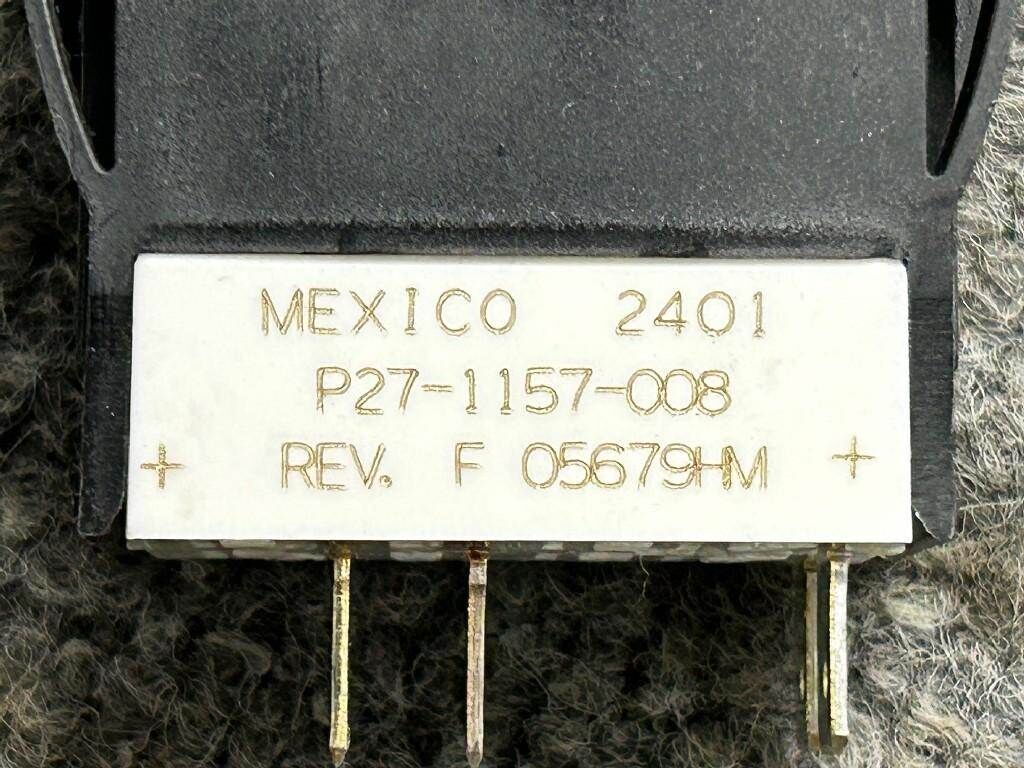 MEXICO 2401
P27-1157-008
+ REV. F 05679HM +